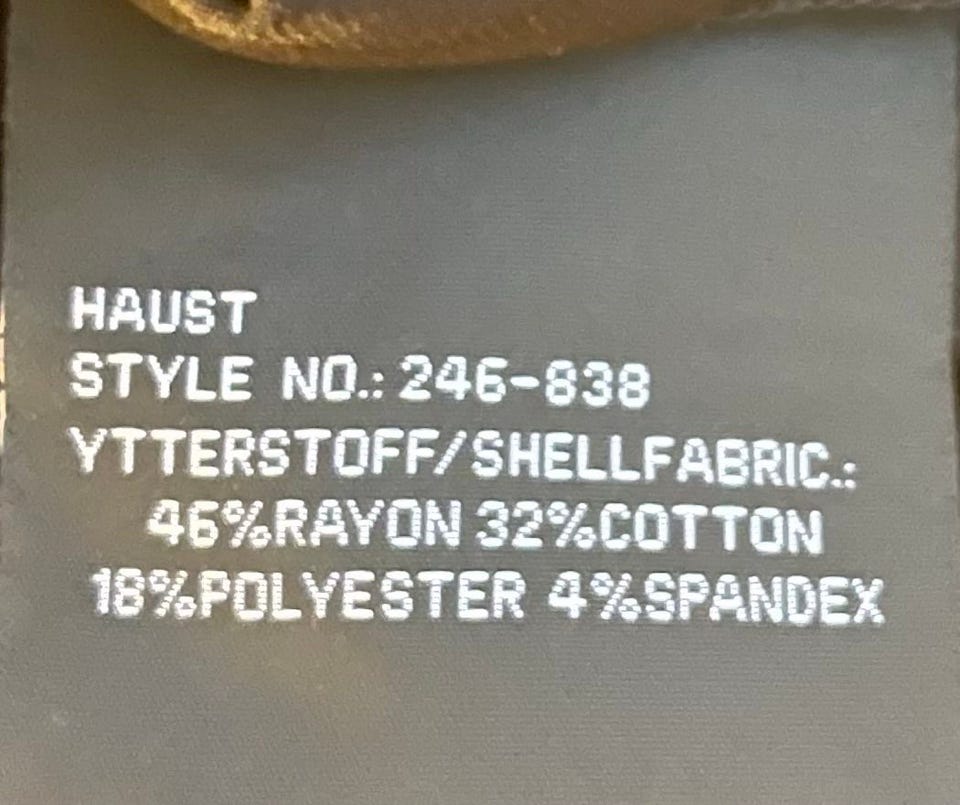 HAUST
STYLE NO.: 246-838
YTTERSTOFF/SHELLFABRIC.:
46%RAYON 32%COTTON
18%POLYESTER 4%SPANDEX